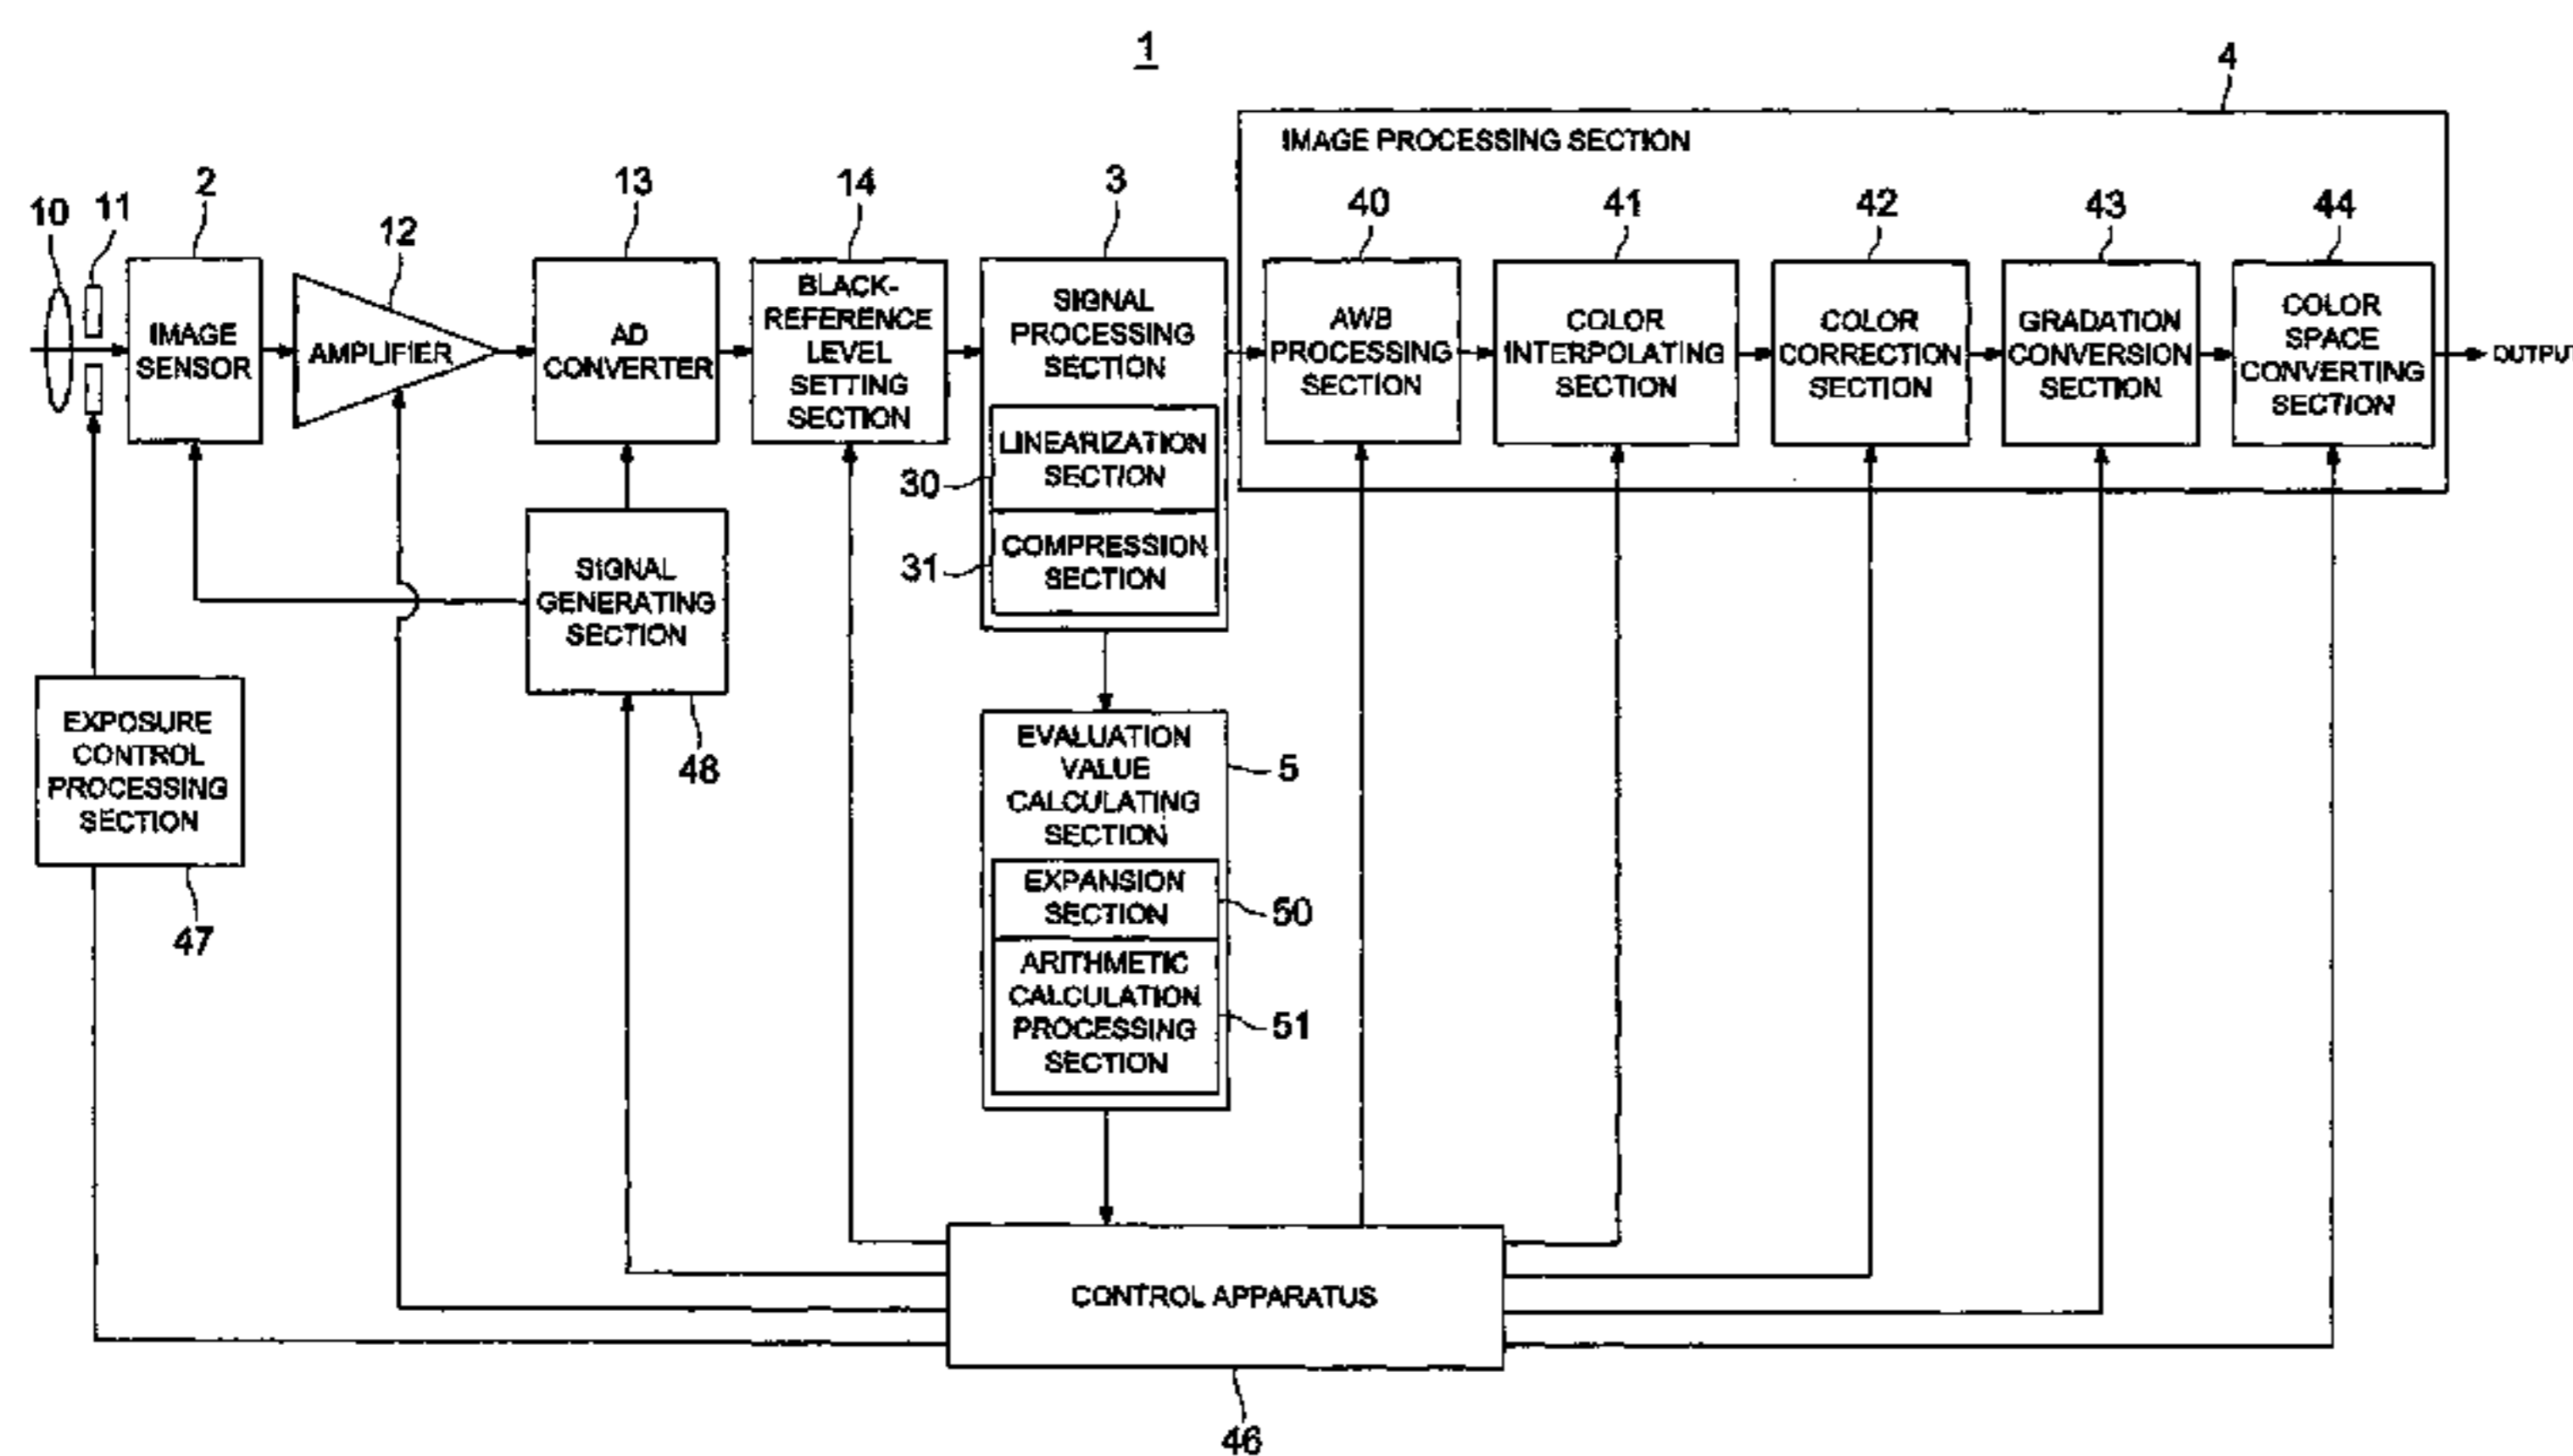 1
4
IMAGE PROCESSING SECTION
10
11
2
12
13
14
3
40
41
42
43
44
IMAGE
SENSOR
AMPLIFIER
AD
CONVERTER
BLACK-
REFERENCE
LEVEL
SETTING
SECTION
SIGNAL
PROCESSING
SECTION
LINEARIZATION
SECTION
30
COMPRESSION
SECTION
31
AWB
PROCESSING
SECTION
COLOR
INTERPOLATING
SECTION
COLOR
CORRECTION
SECTION
GRADATION
CONVERSION
SECTION
COLOR
SPACE
CONVERTING
SECTION
OUTPUT
SIGNAL
GENERATING
SECTION
48
EXPOSURE
CONTROL
PROCESSING
SECTION
47
EVALUATION
VALUE
CALCULATING
SECTION
5
EXPANSION
SECTION
50
ARITHMETIC
CALCULATION
PROCESSING
SECTION
51
CONTROL APPARATUS
46